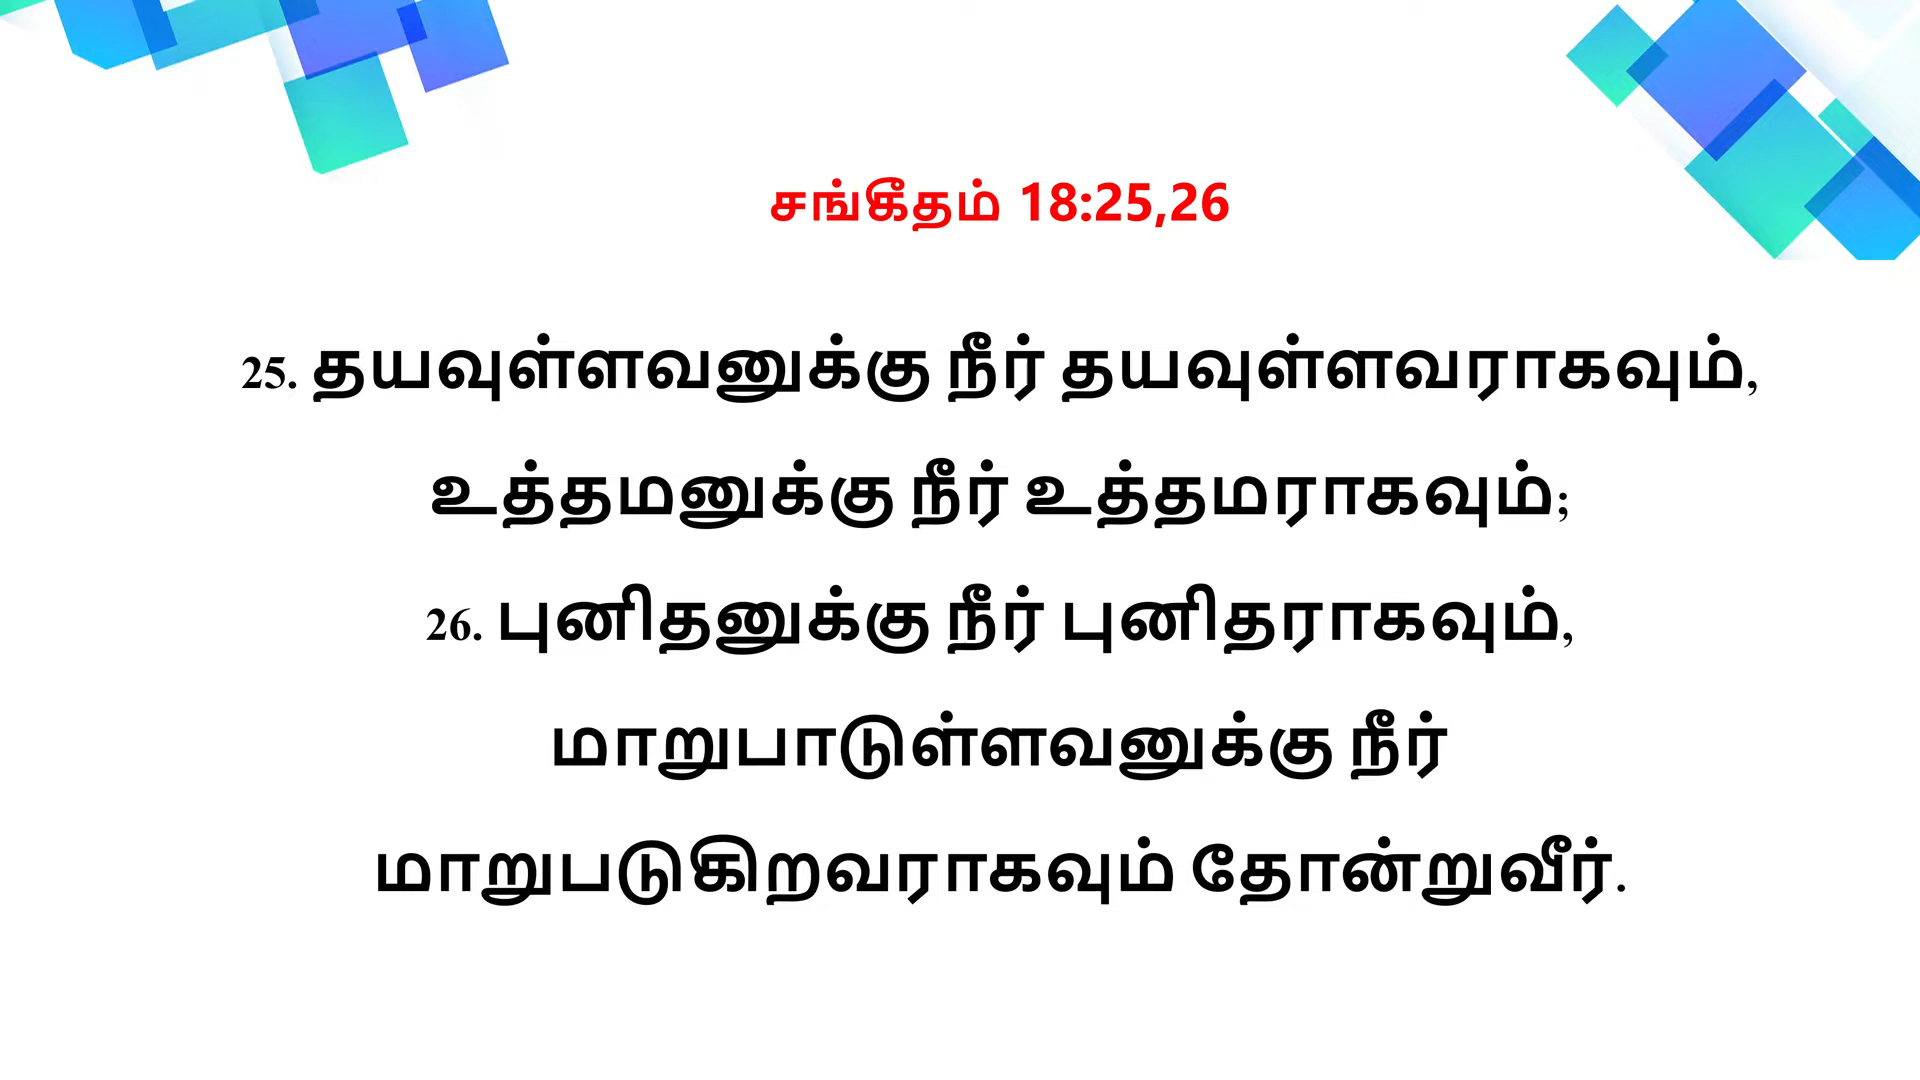 சங்கீதம் 18:25,26
25. தயவுள்ளவனுக்கு நீர் தயவுள்ளவராகவும்,
உத்தமனுக்கு நீர் உத்தமராகவும்;
26. புனிதனுக்கு நீர் புனிதராகவும்,
மாறுபாடுள்ளவனுக்கு நீர்
மாறுபடுகிறவராகவும் தோன்றுவீர்.